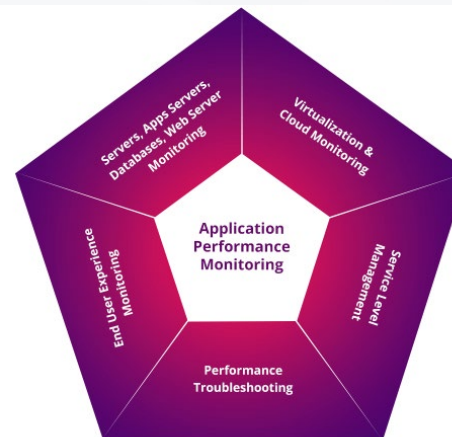 Servers, Apps Servers,
Databases, Web Server
Monitoring
Virtualization &
Cloud Monitoring
Application
Performance
Monitoring
End User Experience
Monitoring
Service Level
Management
Performance
Troubleshooting